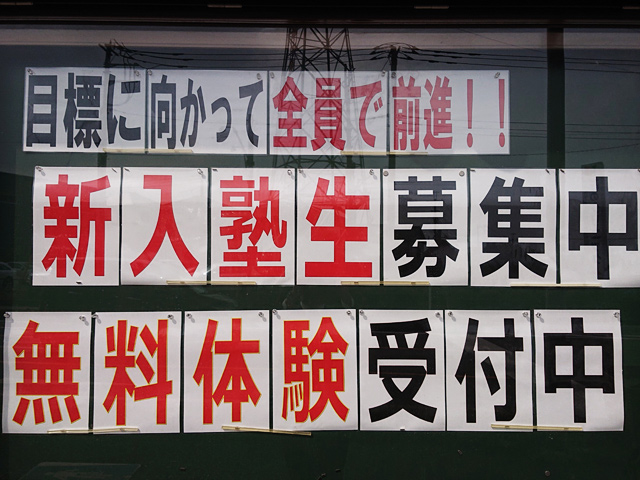 目標に向かって全員で前進！！
新入塾生募集中
無料体験受付中